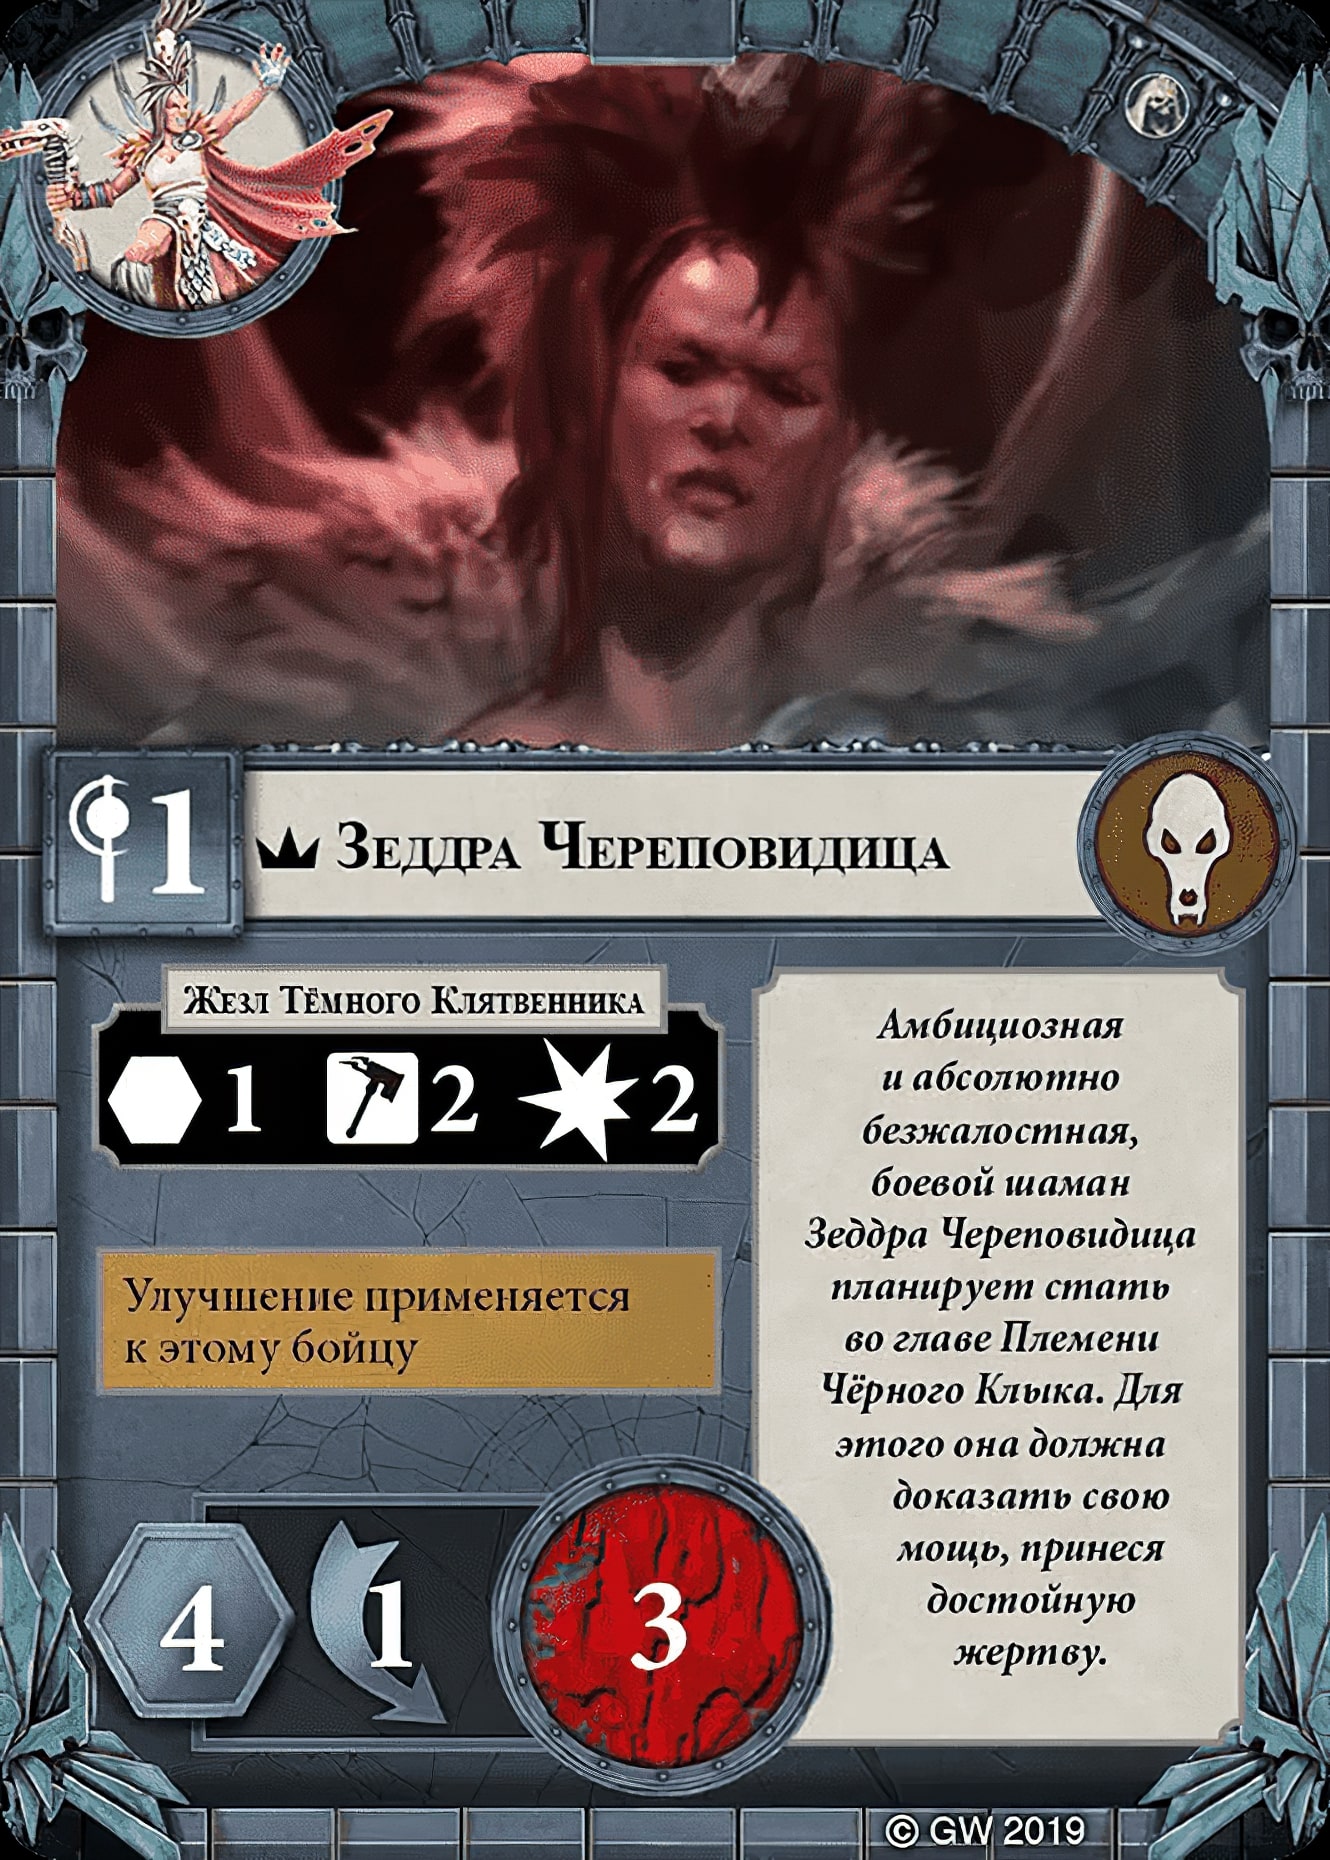 1
Зеддра Череповидица
Жезл Тёмного Клятвенника
1 2 2
Улучшение применяется
к этому бойцу
4 1 3
Амбициозная
и абсолютно
безжалостная,
боевой шаман
Зеддра Череповидица
планирует стать
во главе Племени
Чёрного Клыка. Для
этого она должна
доказать свою
мощь, принеся
достойную
жертву.
© GW 2019